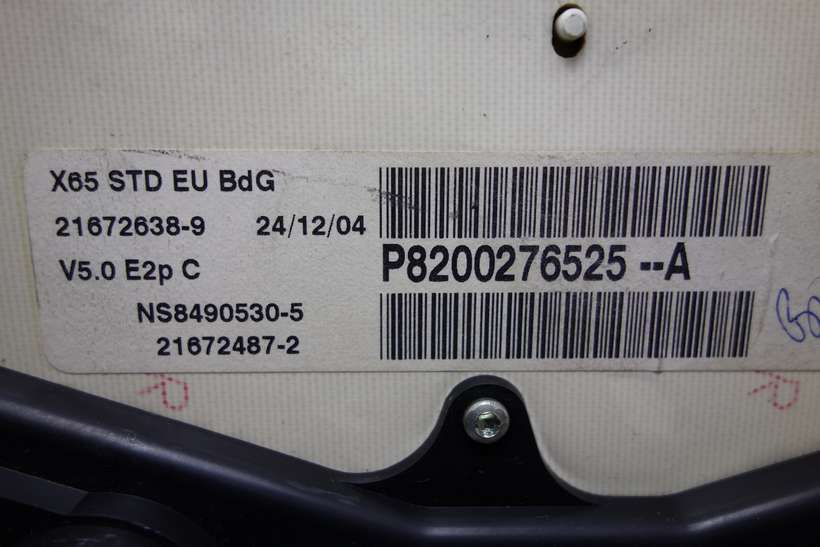 X65 STD EU BdG
21672638-9 24/12/04
V5.0 E2p C
P8200276525 --A
NS8490530-5
21672487-2
R
R